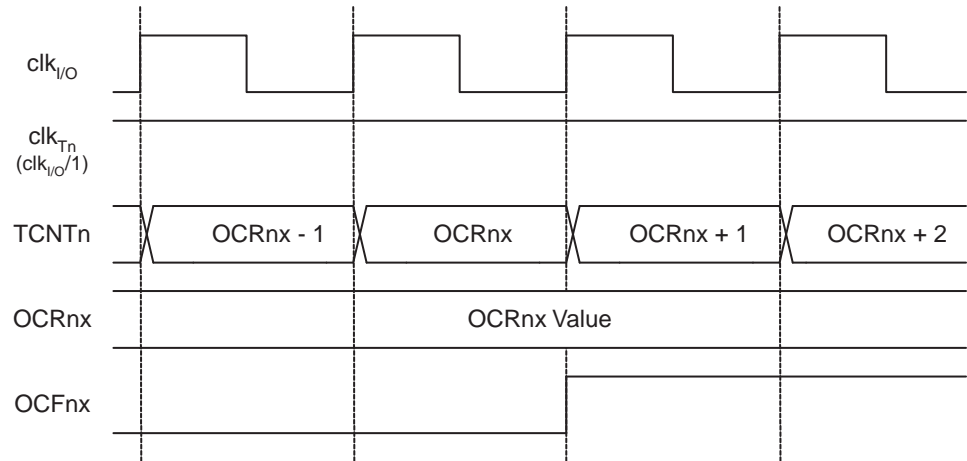 clkI/O
clkTn
(clkI/O/1)
TCNTn
OCRnx - 1
OCRnx
OCRnx + 1
OCRnx + 2
OCRnx
OCRnx Value
OCFnx